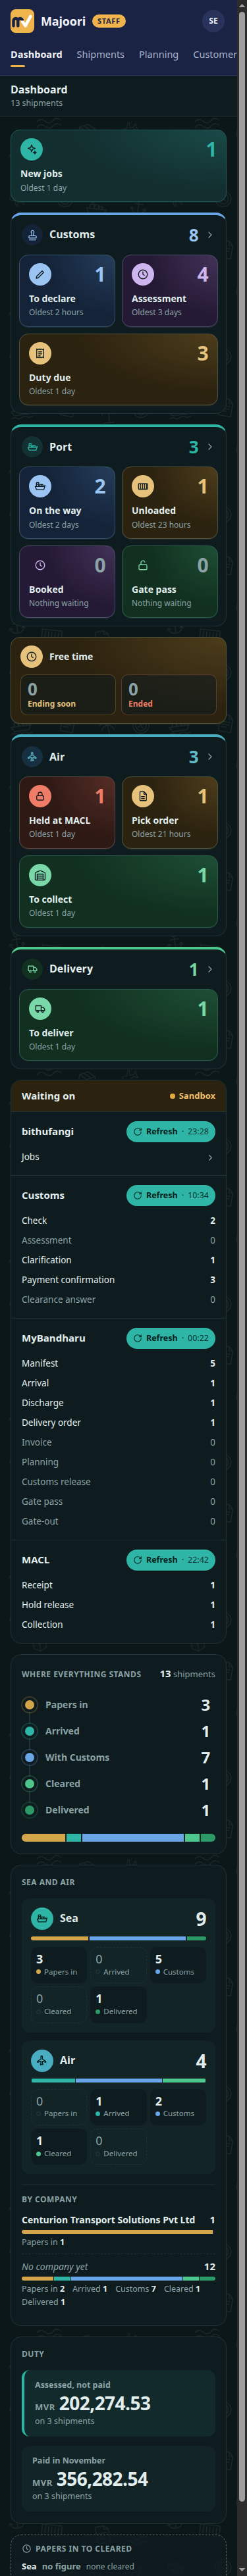 Majoori STAFF SE
Dashboard Shipments Planning Customer
Dashboard
13 shipments
1
New jobs
Oldest 1 day
Customs 8
1
To declare
Oldest 2 hours
4
Assessment
Oldest 3 days
3
Duty due
Oldest 1 day
Port 3
2
On the way
Oldest 2 days
1
Unloaded
Oldest 23 hours
0
Booked
Nothing waiting
0
Gate pass
Nothing waiting
Free time
0
Ending soon
0
Ended
Air 3
1
Held at MACL
Oldest 1 day
1
Pick order
Oldest 21 hours
1
To collect
Oldest 1 day
Delivery 1
1
To deliver
Oldest 1 day
Waiting on Sandbox
bithufangi Refresh · 23:28
Jobs
Customs Refresh · 10:34
Check 2
Assessment 0
Clarification 1
Payment confirmation 3
Clearance answer 0
MyBandharu Refresh · 00:22
Manifest 5
Arrival 1
Discharge 1
Delivery order 1
Invoice 0
Planning 0
Customs release 0
Gate pass 0
Gate-out 0
MACL Refresh · 22:42
Receipt 1
Hold release 1
Collection 1
WHERE EVERYTHING STANDS 13 shipments
Papers in 3
Arrived 1
With Customs 7
Cleared 1
Delivered 1
SEA AND AIR
Sea 9
3
Papers in
0
Arrived
5
Customs
0
Cleared
1
Delivered
Air 4
0
Papers in
1
Arrived
2
Customs
1
Cleared
0
Delivered
BY COMPANY
Centurion Transport Solutions Pvt Ltd 1
Papers in 1
No company yet 12
Papers in 2 Arrived 1 Customs 7 Cleared 1
Delivered 1
DUTY
Assessed, not paid
MVR 202,274.53
on 3 shipments
Paid in November
MVR 356,282.54
on 3 shipments
PAPERS IN TO CLEARED
Sea no figure none cleared